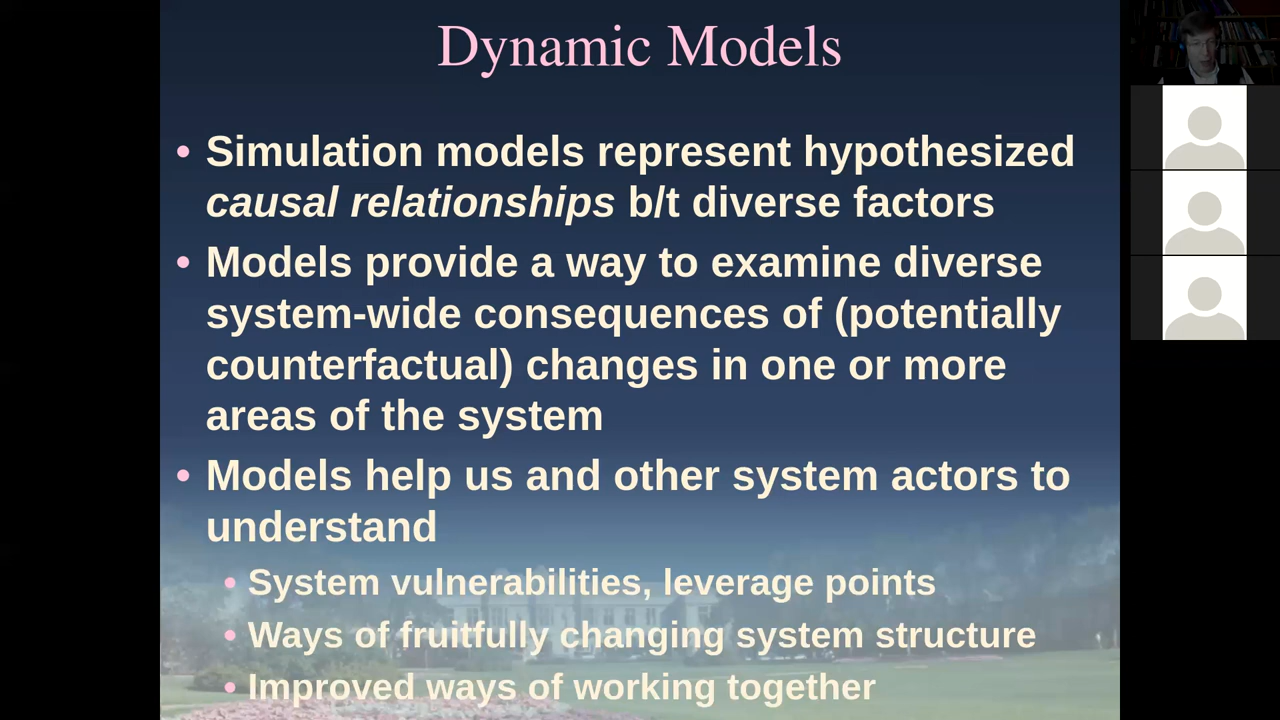 Dynamic Models
• Simulation models represent hypothesized
causal relationships b/t diverse factors
• Models provide a way to examine diverse
system-wide consequences of (potentially
counterfactual) changes in one or more
areas of the system
• Models help us and other system actors to
understand
• System vulnerabilities, leverage points
• Ways of fruitfully changing system structure
• Improved ways of working together